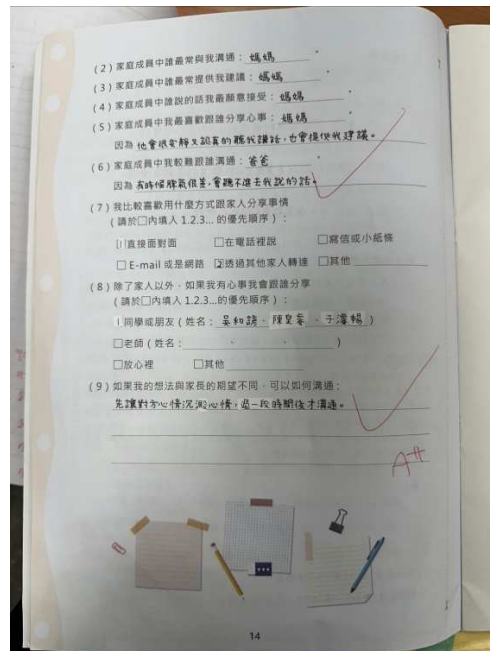 (2)家庭成員中誰最常與我溝通：媽媽。
(3)家庭成員中誰最常提供我建議：媽媽。
(4)家庭成員中誰說的話我最願意接受：媽媽。
(5)家庭成員中我最喜歡跟誰分享心事：媽媽。
因為他會很安靜又認真的聽我講話，也會提供我建議。
(6)家庭成員中我較難跟誰溝通：爸爸
因為有時候脾氣很差，會聽不進去我說的話。
(7)我比較喜歡用什麼方式跟家人分享事情
(請於□內填入1.2.3...的優先順序)：
1直接面對面 □在電話裡說 □寫信或小紙條
□E-mail或是網路 2透過其他家人轉達 □其他
(8)除了家人以外，如果我有心事我會跟誰分享
(請於□內填入1.2.3...的優先順序)：
1同學或朋友(姓名：吳和諺、陳昱、子澤暢)
□老師(姓名：、、)
□放心裡 □其他
(9)如果我的想法與家長的期望不同，可以如何溝通：
先讓對方心情沉澱心情，過一段時期後才溝通。
A++
14